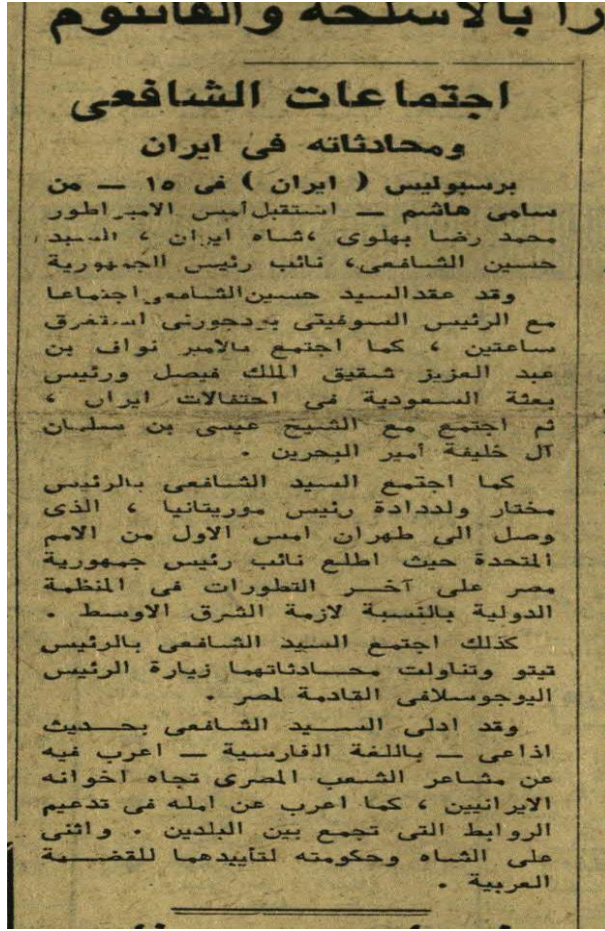 را بالاسلحة والفانتوم
اجتماعات الشافعى
ومحادثاته فى ايران
برسبوليس ( ايران ) فى ١٥ — من
سامى هاشم — استقبل أمس الامبراطور
محمد رضا بهلوى ، شاه ايران ، السيد
حسين الشافعى، نائب رئيس الجمهورية
وقد عقد السيد حسين الشافعى اجتماعا
مع الرئيس السوفيتى بودجورنى استغرق
ساعتين ، كما اجتمع بالامير نواف بن
عبد العزيز شقيق الملك فيصل ورئيس
بعثة السعودية فى احتفالات ايران ،
ثم اجتمع مع الشيخ عيسى بن سلمان
آل خليفة أمير البحرين .
كما اجتمع السيد الشافعى بالرئيس
مختار ولددادة رئيس موريتانيا ، الذى
وصل الى طهران امس الاول من الامم
المتحدة حيث اطلع نائب رئيس جمهورية
مصر على آخر التطورات فى المنظمة
الدولية بالنسبة لازمة الشرق الاوسط .
كذلك اجتمع السيد الشافعى بالرئيس
تيتو وتناولت محادثاتهما زيارة الرئيس
اليوجوسلافى القادمة لمصر .
وقد ادلى السيد الشافعى بحديث
اذاعى — باللغة الفارسية — اعرب فيه
عن مشاعر الشعب المصرى تجاه اخوانه
الايرانيين ، كما اعرب عن امله فى تدعيم
الروابط التى تجمع بين البلدين . واثنى
على الشاه وحكومته لتأييدهما للقضية
العربية .